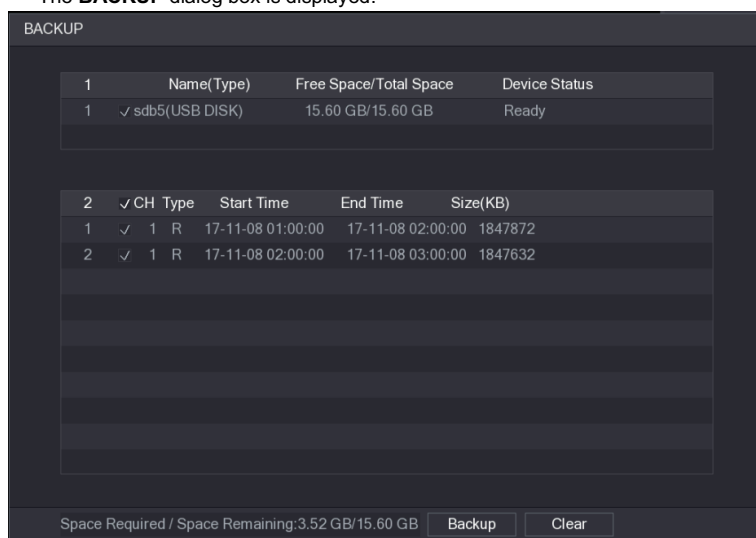 The BACKUP dialog box is displayed.
BACKUP
1 Name(Type) Free Space/Total Space Device Status
1 sdb5(USB DISK) 15.60 GB/15.60 GB Ready
2 CH Type Start Time End Time Size(KB)
1 1 R 17-11-08 01:00:00 17-11-08 02:00:00 1847872
2 1 R 17-11-08 02:00:00 17-11-08 03:00:00 1847632
Space Required / Space Remaining:3.52 GB/15.60 GB Backup Clear